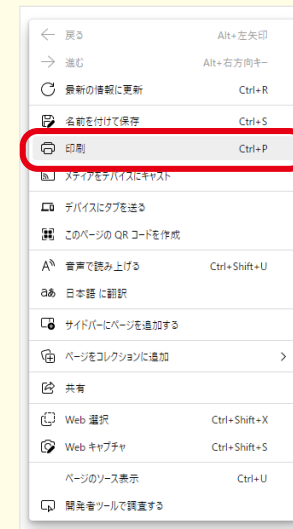 戻る Alt+左矢印
進む Alt+右方向キー
最新の情報に更新 Ctrl+R
名前を付けて保存 Ctrl+S
印刷 Ctrl+P
メディアをデバイスにキャスト
デバイスにタブを送る
このページの QR コードを作成
音声で読み上げる Ctrl+Shift+U
日本語 に翻訳
サイドバーにページを追加する
ページをコレクションに追加
共有
Web 選択 Ctrl+Shift+X
Web キャプチャ Ctrl+Shift+S
ページのソース表示 Ctrl+U
開発者ツールで調査する